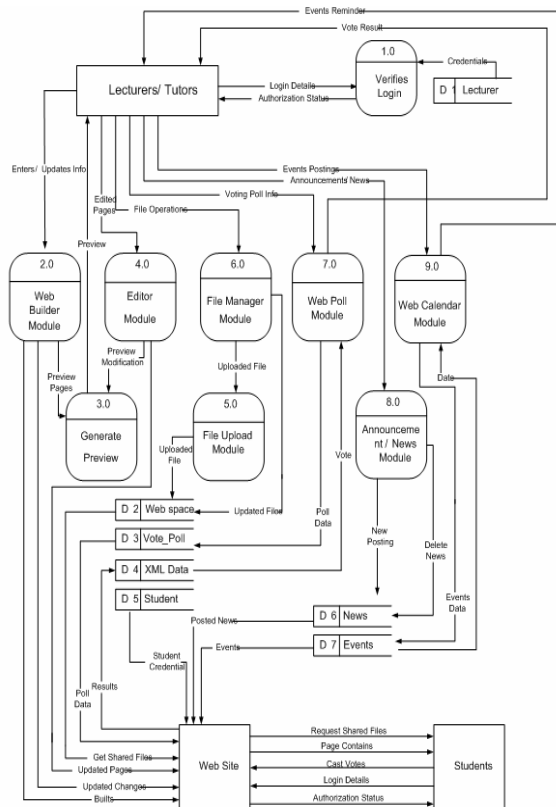 Events Reminder
Vote Result
1.0
Verifies
Login
Credentials
D 1 Lecturer
Lecturers/ Tutors
Login Details
Authorization Status
Enters/ Updates Info
Preview
Edited
Pages
File Operations
Voting Poll Info
Announcements/ News
Events Postings
2.0
Web
Builder
Module
4.0
Editor
Module
6.0
File Manager
Module
7.0
Web Poll
Module
9.0
Web Calendar
Module
Preview
Modification
Preview
Pages
3.0
Generate
Preview
Uploaded File
5.0
File Upload
Module
Uploaded
File
8.0
Announceme
nt / News
Module
Date
Vote
D 2 Web space
Updated Files
D 3 Vote_Poll
D 4 XML Data
D 5 Student
Poll
Data
New
Posting
Delete
News
Events
Data
D 6 News
D 7 Events
Posted News
Events
Student
Credential
Results
Poll
Data
Get Shared Files
Updated Pages
Updated Changes
Builts
Web Site
Request Shared Files
Page Contains
Cast Votes
Login Details
Authorization Status
Students